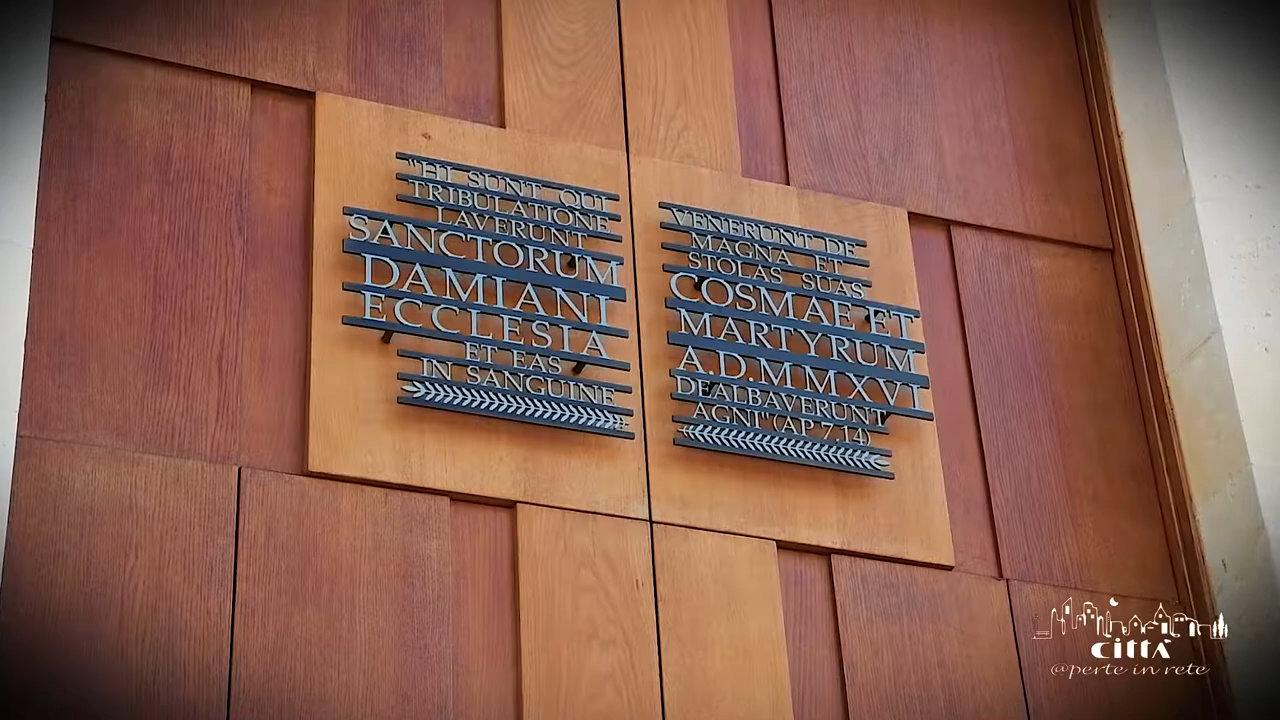 "HI SUNT QUI VENERUNT DE
TRIBULATIONE MAGNA ET
LAVERUNT STOLAS SUAS
SANCTORUM COSMAE ET
DAMIANI MARTYRUM
ECCLESIA A.D.MMXVI
ET EAS DEALBAVERUNT
IN SANGUINE AGNI" (AP 7.14)
CITTÀ
@perte in rete